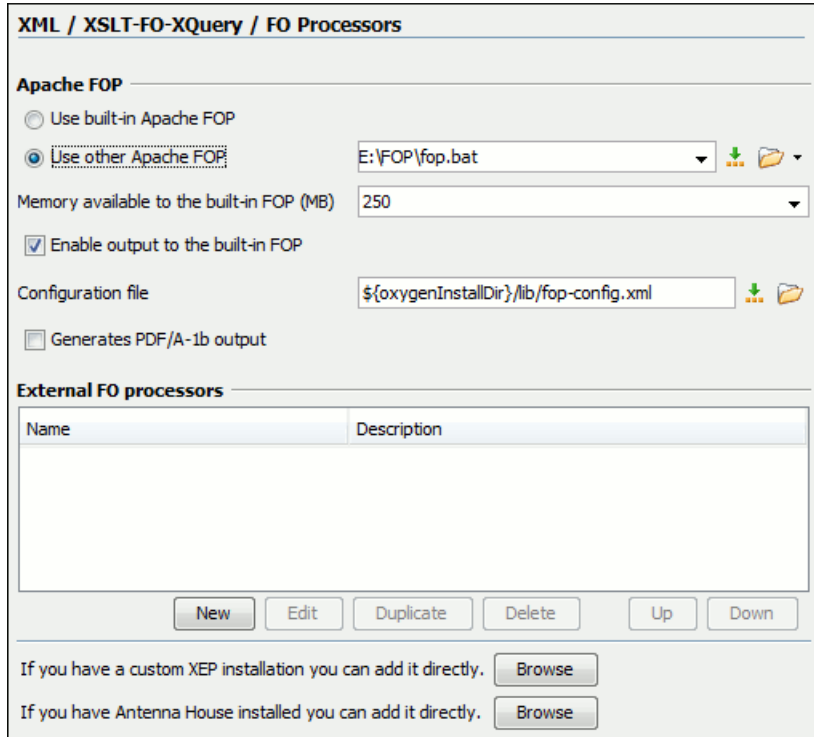 XML / XSLT-FO-XQuery / FO Processors
Apache FOP
Use built-in Apache FOP
Use other Apache FOP E:\FOP\fop.bat
Memory available to the built-in FOP (MB) 250
Enable output to the built-in FOP
Configuration file ${oxygenInstallDir}/lib/fop-config.xml
Generates PDF/A-1b output
External FO processors
Name Description
New Edit Duplicate Delete Up Down
If you have a custom XEP installation you can add it directly. Browse
If you have Antenna House installed you can add it directly. Browse